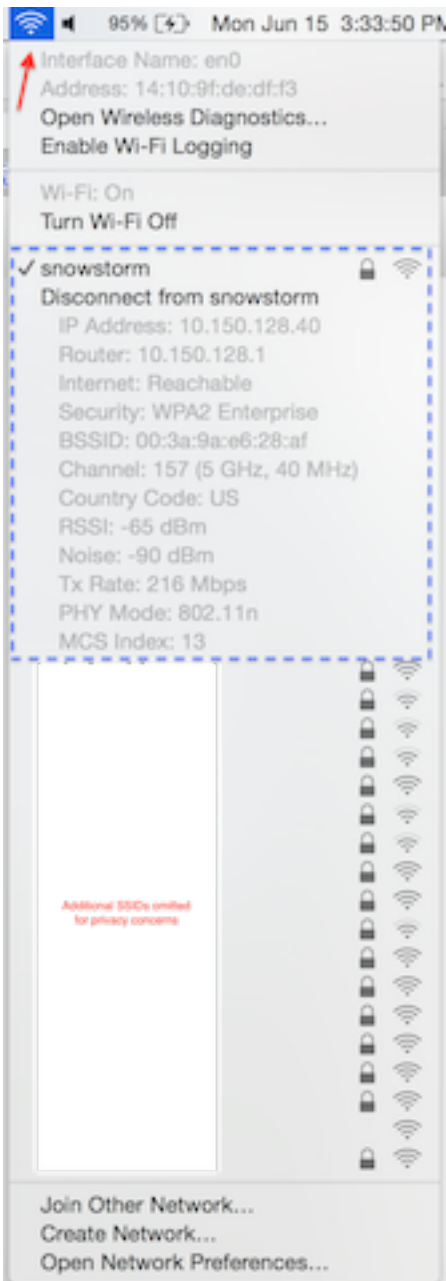 95% Mon Jun 15 3:33:50 PM
Interface Name: en0
Address: 14:10:9f:de:df:f3
Open Wireless Diagnostics...
Enable Wi-Fi Logging
Wi-Fi: On
Turn Wi-Fi Off
✓ snowstorm
Disconnect from snowstorm
IP Address: 10.150.128.40
Router: 10.150.128.1
Internet: Reachable
Security: WPA2 Enterprise
BSSID: 00:3a:9a:e6:28:af
Channel: 157 (5 GHz, 40 MHz)
Country Code: US
RSSI: -65 dBm
Noise: -90 dBm
Tx Rate: 216 Mbps
PHY Mode: 802.11n
MCS Index: 13
Additional SSIDs omitted
for privacy concerns
Join Other Network...
Create Network...
Open Network Preferences...